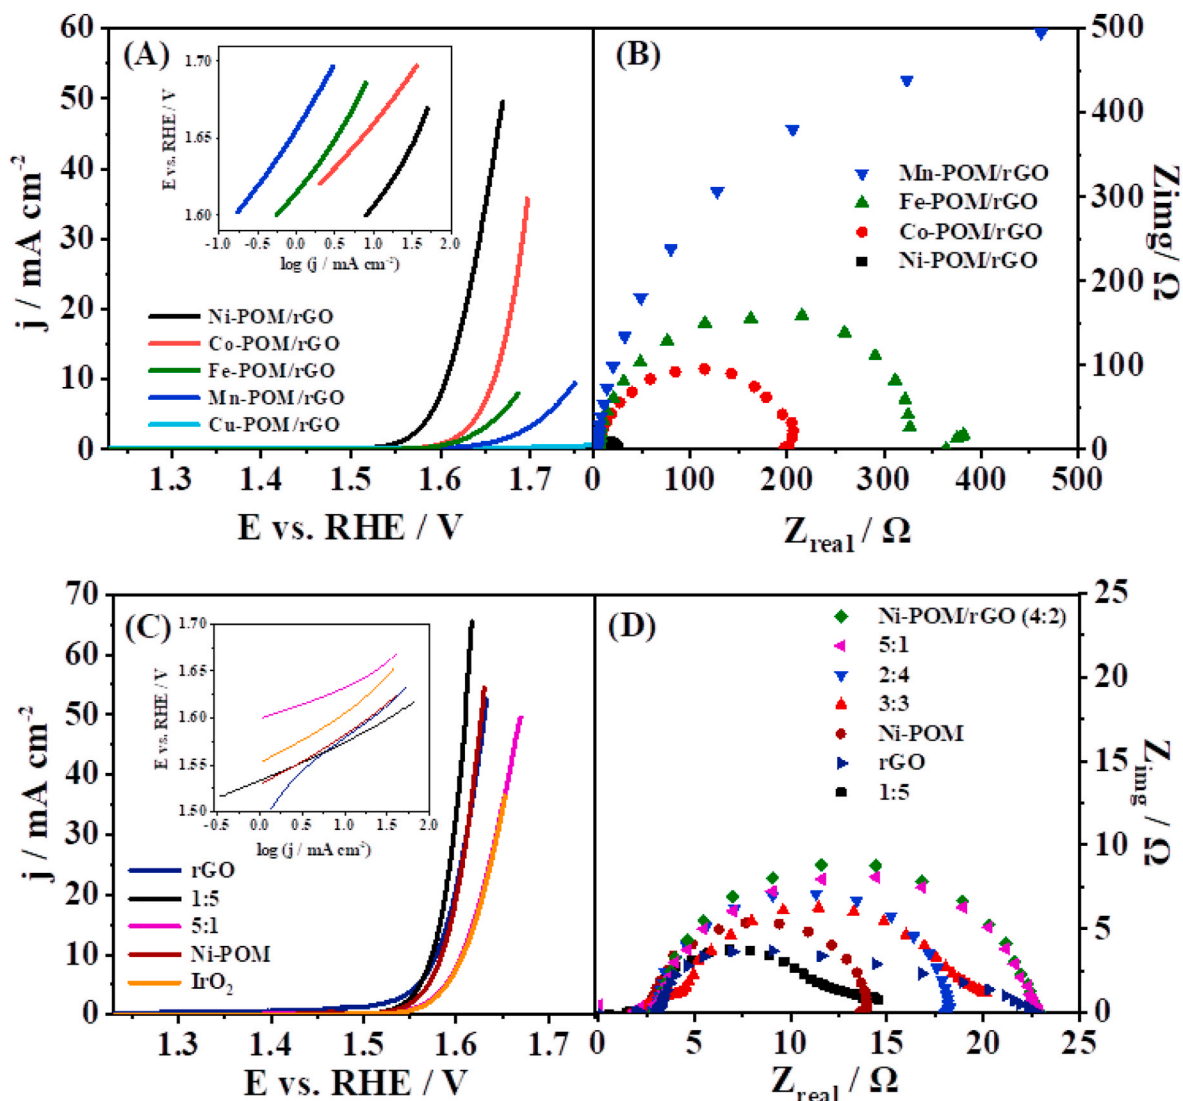 (A)
60
50
40
30
20
10
0
j / mA cm-2
1.3
1.4
1.5
1.6
1.7
E vs. RHE / V
1.70
1.65
1.60
E vs. RHE / V
-1.0
-0.5
0.0
0.5
1.0
1.5
2.0
log (j / mA cm-2)
Ni-POM/rGO
Co-POM/rGO
Fe-POM/rGO
Mn-POM/rGO
Cu-POM/rGO
(B)
500
400
300
200
100
0
Zimg/ Ω
Mn-POM/rGO
Fe-POM/rGO
Co-POM/rGO
Ni-POM/rGO
0
100
200
300
400
500
Zreal / Ω
(C)
70
60
50
40
30
20
10
0
j / mA cm-2
1.3
1.4
1.5
1.6
1.7
E vs. RHE / V
1.70
1.65
1.60
1.55
1.50
E vs. RHE / V
-0.5
0.0
0.5
1.0
1.5
2.0
log (j / mA cm-2)
rGO
1:5
5:1
Ni-POM
IrO2
(D)
25
20
15
10
5
0
Zimg / Ω
Ni-POM/rGO (4:2)
5:1
2:4
3:3
Ni-POM
rGO
1:5
0
5
10
15
20
25
Zreal / Ω